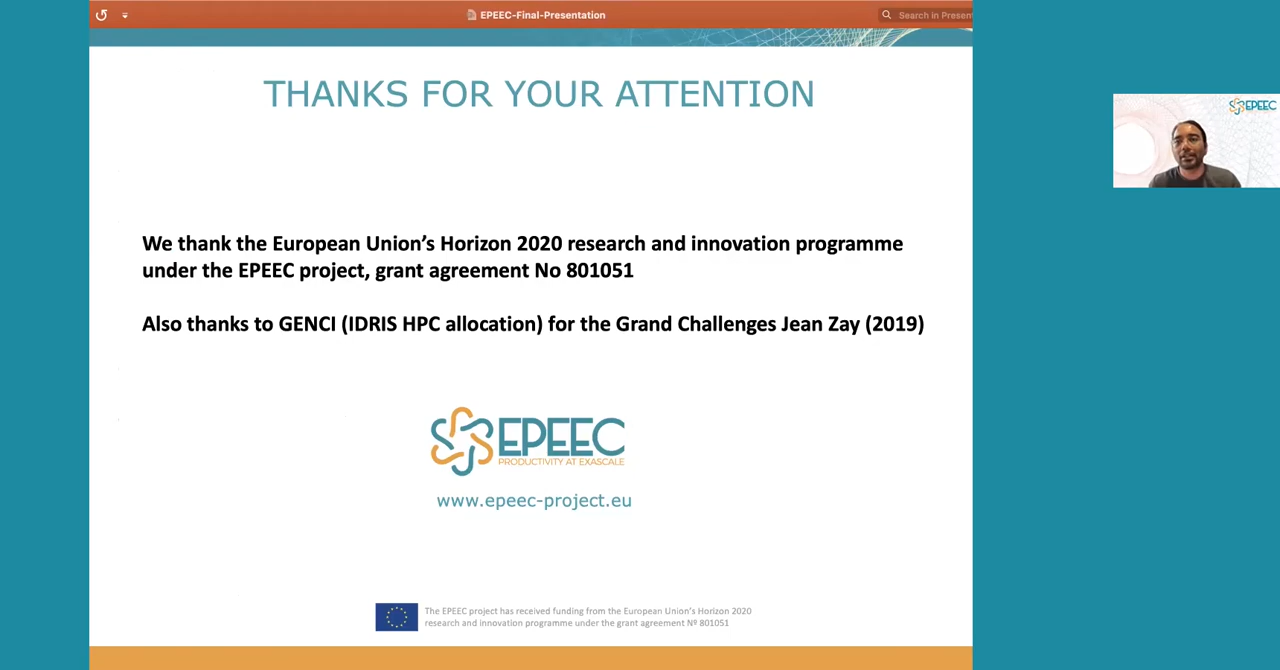 EPEEC-Final-Presentation
Search in Presen
THANKS FOR YOUR ATTENTION
EPEEC
We thank the European Union’s Horizon 2020 research and innovation programme
under the EPEEC project, grant agreement No 801051
Also thanks to GENCI (IDRIS HPC allocation) for the Grand Challenges Jean Zay (2019)
EPEEC
PRODUCTIVITY AT EXASCALE
www.epeec-project.eu
The EPEEC project has received funding from the European Union’s Horizon 2020
research and innovation programme under the grant agreement Nº 801051